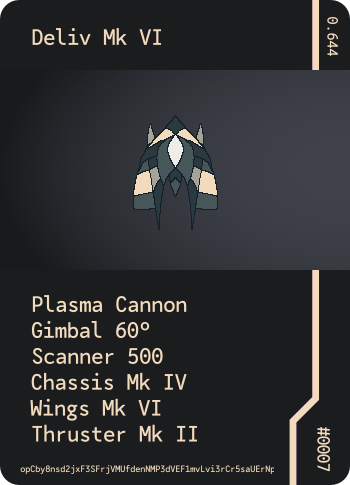 Deliv Mk VI
0.644
Plasma Cannon
Gimbal 60º
Scanner 500
Chassis Mk IV
Wings Mk VI
Thruster Mk II
#0007
opCby8nsd2jxF3SFrjVMUfdenNMP3dVEF1mvLvi3rCr5saUErNp